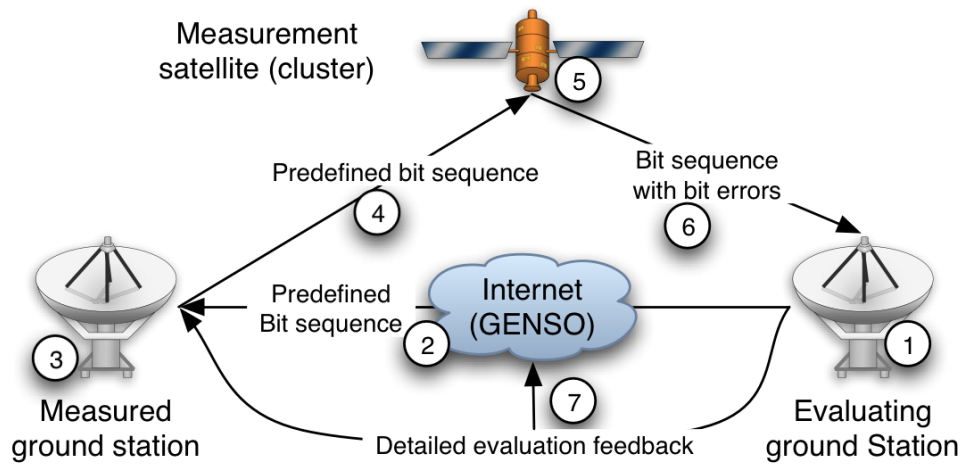 Measurement
satellite (cluster)
5
Predefined bit sequence
4
Bit sequence
with bit errors
6
Predefined
Bit sequence
2
Internet
(GENSO)
3
1
7
Measured
ground station
Detailed evaluation feedback
Evaluating
ground Station